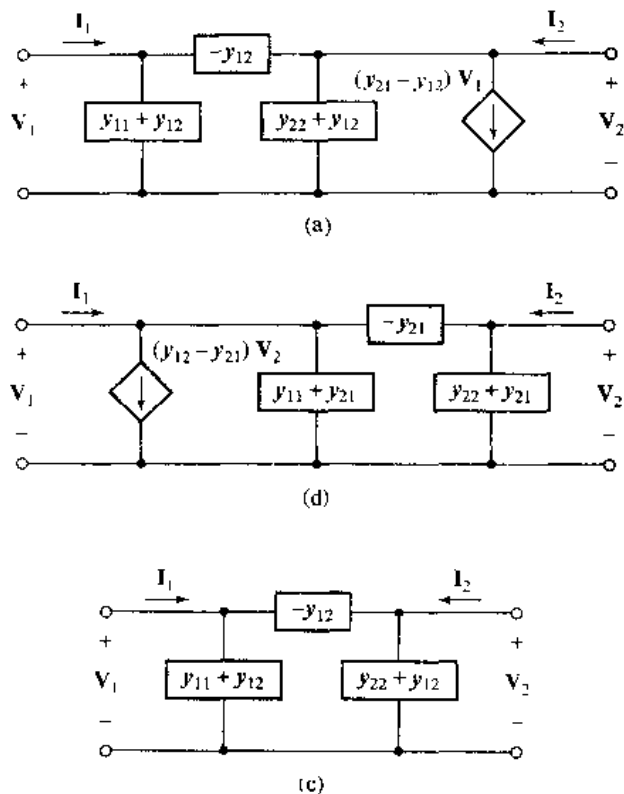 I₁ I₂
−y₁₂
(y₂₁ − y₁₂) V₁
+ +
V₁ y₁₁ + y₁₂ y₂₂ + y₁₂ V₂
− −
(a)
I₁ I₂
−y₂₁
(y₁₂ − y₂₁) V₂
+ +
V₁ y₁₁ + y₂₁ y₂₂ + y₂₁ V₂
− −
(d)
I₁ I₂
−y₁₂
+ +
V₁ y₁₁ + y₁₂ y₂₂ + y₁₂ V₂
− −
(c)